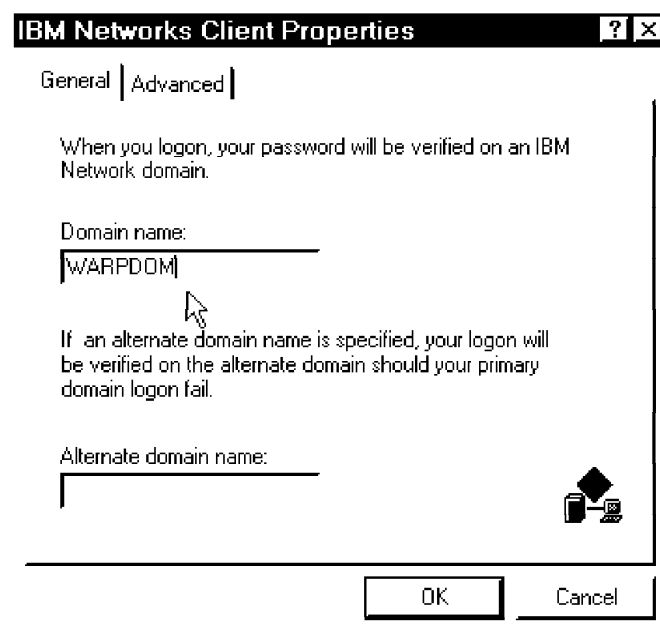 IBM Networks Client Properties
General
Advanced
When you logon, your password will be verified on an IBM
Network domain.
Domain name:
WARPDOM
If an alternate domain name is specified, your logon will
be verified on the alternate domain should your primary
domain logon fail.
Alternate domain name:
OK
Cancel